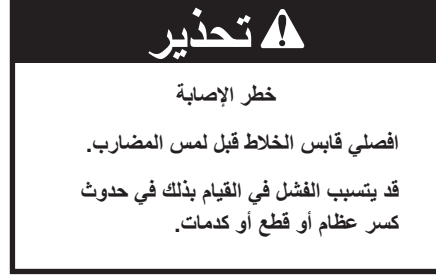 تحذير
خطر الإصابة
افصلي قابس الخلاط قبل لمس المضارب.
قد يتسبب الفشل في القيام بذلك في حدوث
كسر عظام أو قطع أو كدمات.